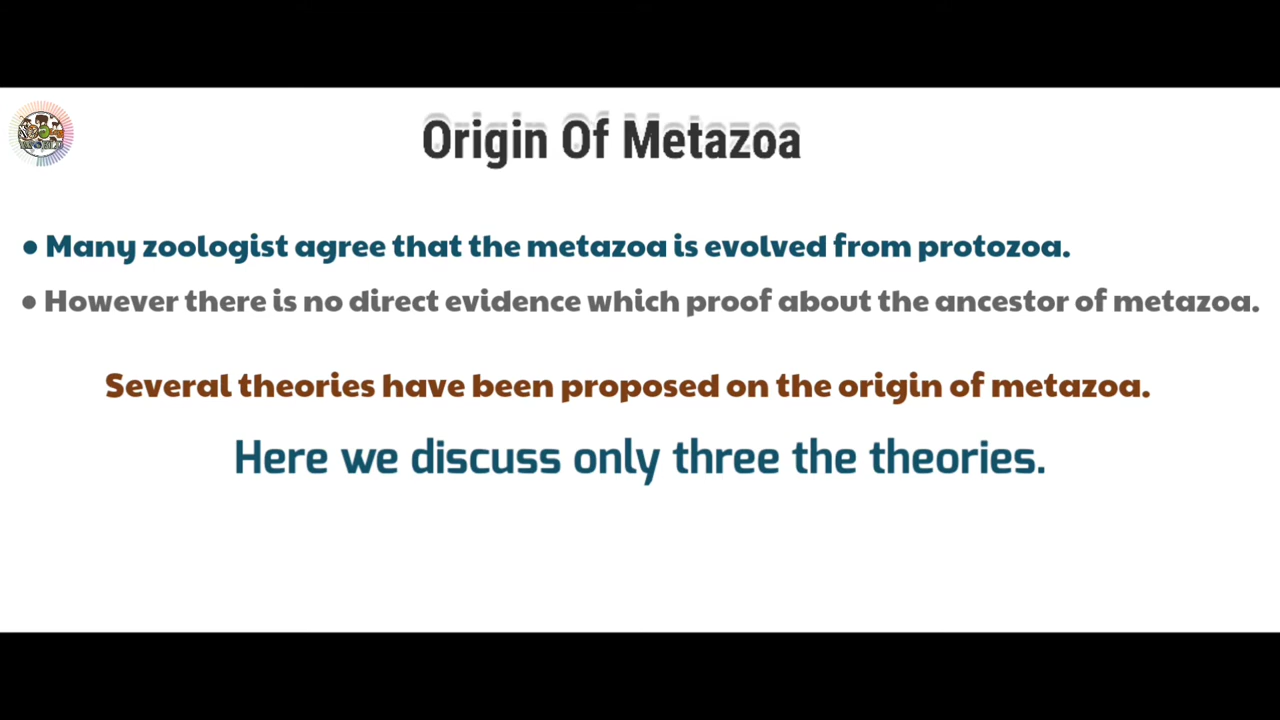 Origin Of Metazoa
● Many zoologist agree that the metazoa is evolved from protozoa.
● However there is no direct evidence which proof about the ancestor of metazoa.
Several theories have been proposed on the origin of metazoa.
Here we discuss only three the theories.